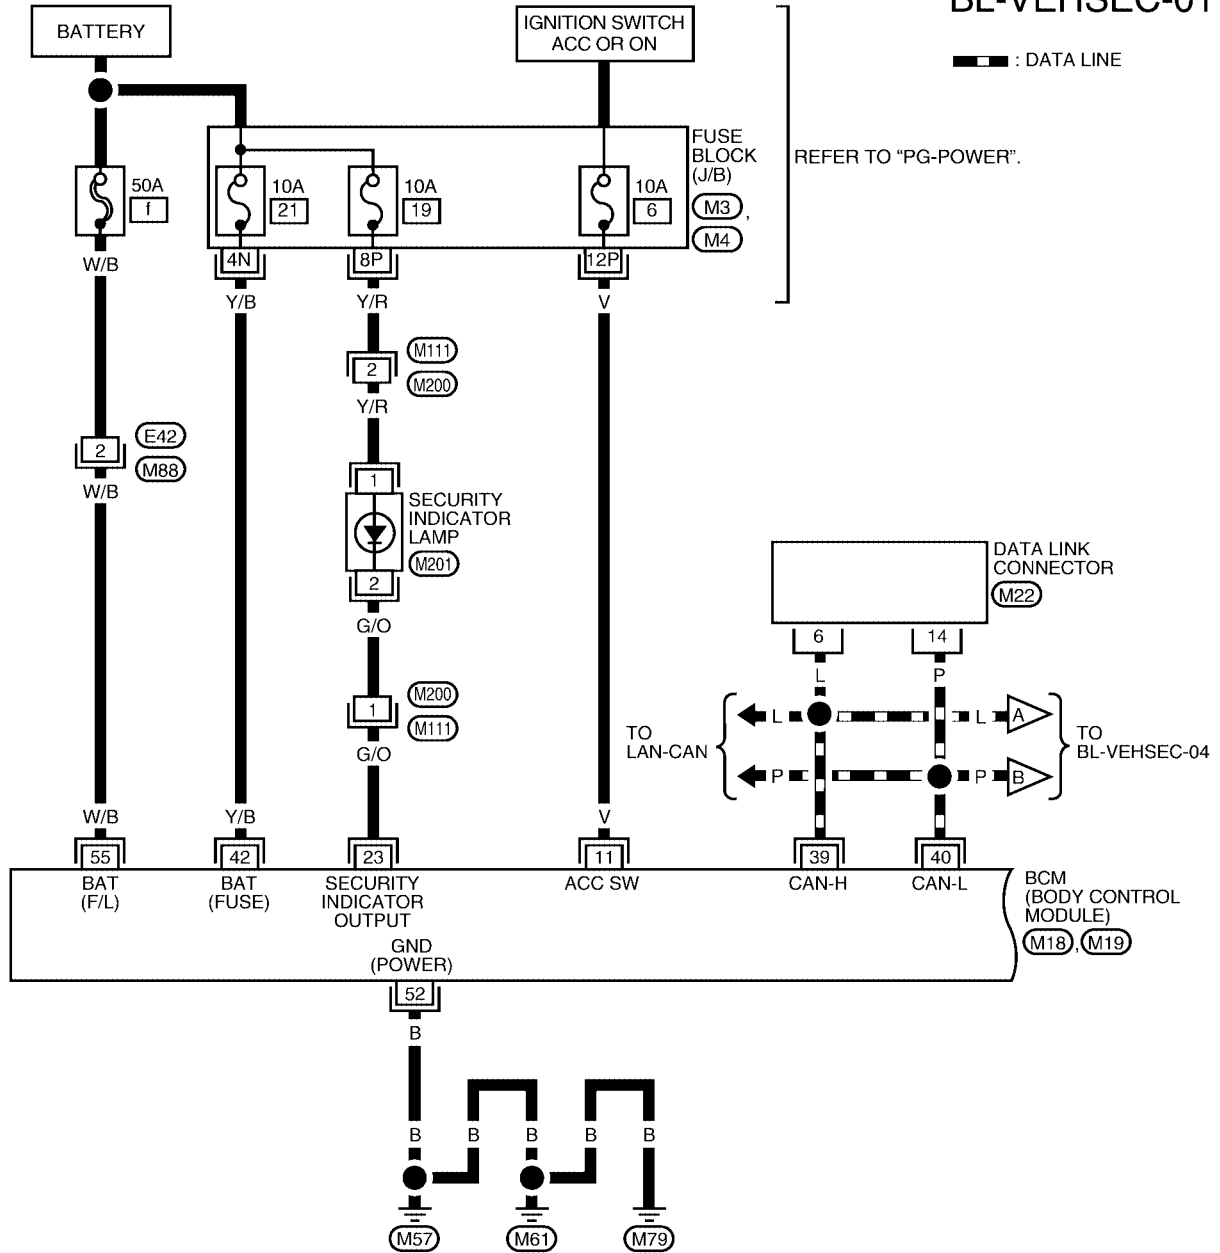 BL-VEHSEC-01
BATTERY
IGNITION SWITCH
ACC OR ON
: DATA LINE
FUSE
BLOCK
(J/B)
M3 ,
M4
REFER TO “PG-POWER”.
50A
f
10A
21
10A
19
10A
6
4N
8P
12P
W/B
Y/B
Y/R
V
2
M111
M200
Y/R
2
E42
M88
W/B
1
SECURITY
INDICATOR
LAMP
M201
2
G/O
1
M200
M111
G/O
DATA LINK
CONNECTOR
M22
6
14
L
P
L
L
A
TO
LAN-CAN
TO
BL-VEHSEC-04
P
P
B
W/B
Y/B
V
55
42
23
11
39
40
BAT
(F/L)
BAT
(FUSE)
SECURITY
INDICATOR
OUTPUT
ACC SW
CAN-H
CAN-L
BCM
(BODY CONTROL
MODULE)
M18 , M19
GND
(POWER)
52
B
B
B
B
B
B
M57
M61
M79